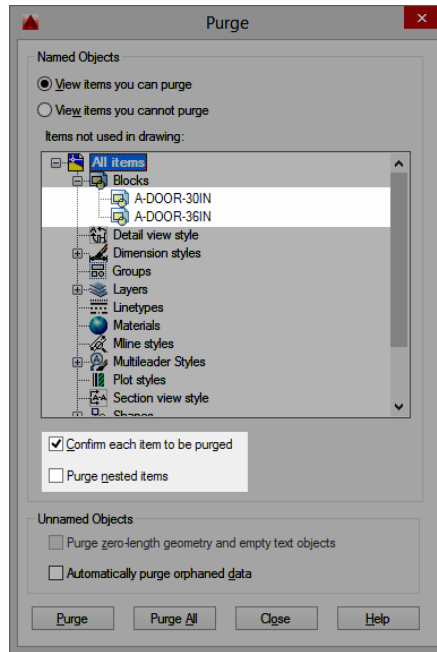 Purge
Named Objects
View items you can purge
View items you cannot purge
Items not used in drawing:
All items
Blocks
A-DOOR-30IN
A-DOOR-36IN
Detail view style
Dimension styles
Groups
Layers
Linetypes
Materials
Mline styles
Multileader Styles
Plot styles
Section view style
Shapes
Confirm each item to be purged
Purge nested items
Unnamed Objects
Purge zero-length geometry and empty text objects
Automatically purge orphaned data
Purge Purge All Close Help